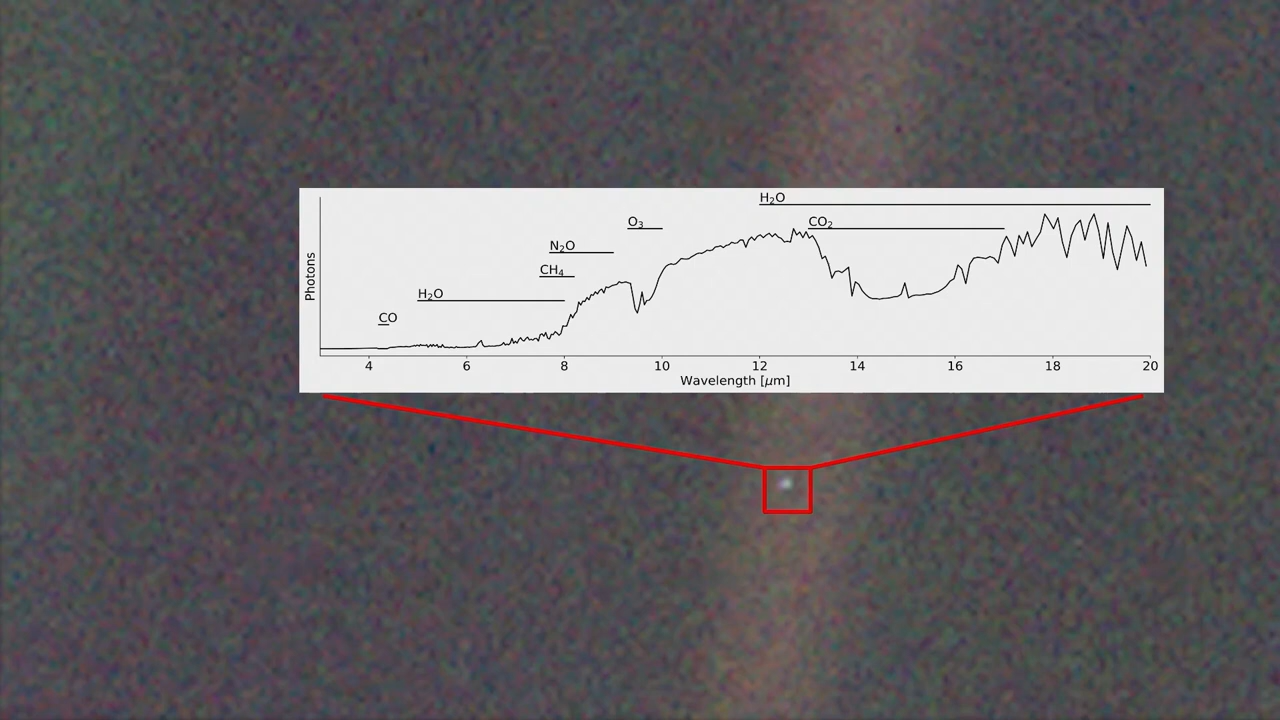 H₂O
O₃
CO₂
N₂O
CH₄
H₂O
CO
Photons
4 6 8 10 12 14 16 18 20
Wavelength [μm]